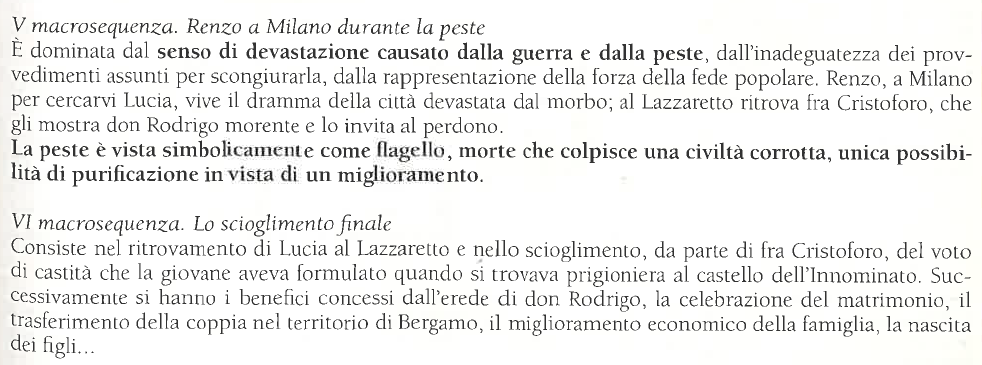 V macrosequenza. Renzo a Milano durante la peste
È dominata dal senso di devastazione causato dalla guerra e dalla peste, dall'inadeguatezza dei prov-
vedimenti assunti per scongiurarla, dalla rappresentazione della forza della fede popolare. Renzo, a Milano
per cercarvi Lucia, vive il dramma della città devastata dal morbo; al Lazzaretto ritrova fra Cristoforo, che
gli mostra don Rodrigo morente e lo invita al perdono.
La peste è vista simbolicamente come flagello, morte che colpisce una civiltà corrotta, unica possibi-
lità di purificazione in vista di un miglioramento.
VI macrosequenza. Lo scioglimento finale
Consiste nel ritrovamento di Lucia al Lazzaretto e nello scioglimento, da parte di fra Cristoforo, del voto
di castità che la giovane aveva formulato quando si trovava prigioniera al castello dell'Innominato. Suc-
cessivamente si hanno i benefici concessi dall'erede di don Rodrigo, la celebrazione del matrimonio, il
trasferimento della coppia nel territorio di Bergamo, il miglioramento economico della famiglia, la nascita
dei figli...